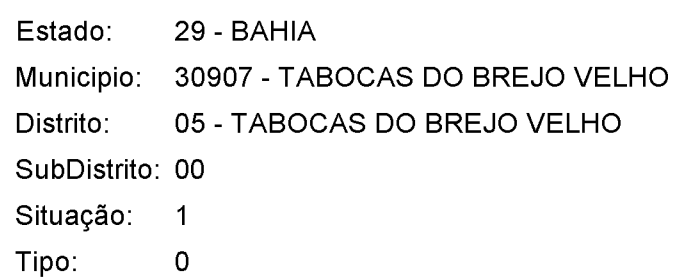 Estado: 29 - BAHIA
Municipio: 30907 - TABOCAS DO BREJO VELHO
Distrito: 05 - TABOCAS DO BREJO VELHO
SubDistrito: 00
Situação: 1
Tipo: 0